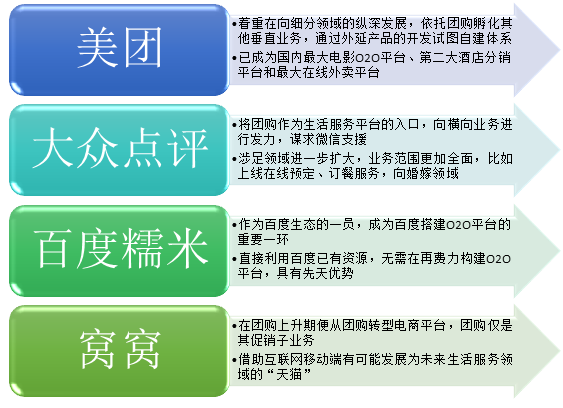 美团
•着重在向细分领域的纵深发展，依托团购孵化其
他垂直业务，通过外延产品的开发试图自建体系
•已成为国内最大电影O2O平台、第二大酒店分销
平台和最大在线外卖平台
大众点评
•将团购作为生活服务平台的入口，向横向业务进
行发力，谋求微信支援
•涉足领域进一步扩大，业务范围更加全面，比如
上线在线预定、订餐服务，向婚嫁领域
百度糯米
•作为百度生态的一员，成为百度搭建O2O平台的
重要一环
•直接利用百度已有资源，无需在再费力构建O2O
平台，具有先天优势
窝窝
•在团购上升期便从团购转型电商平台，团购仅是
其促销子业务
•借助互联网移动端有可能发展为未来生活服务领
域的“天猫”